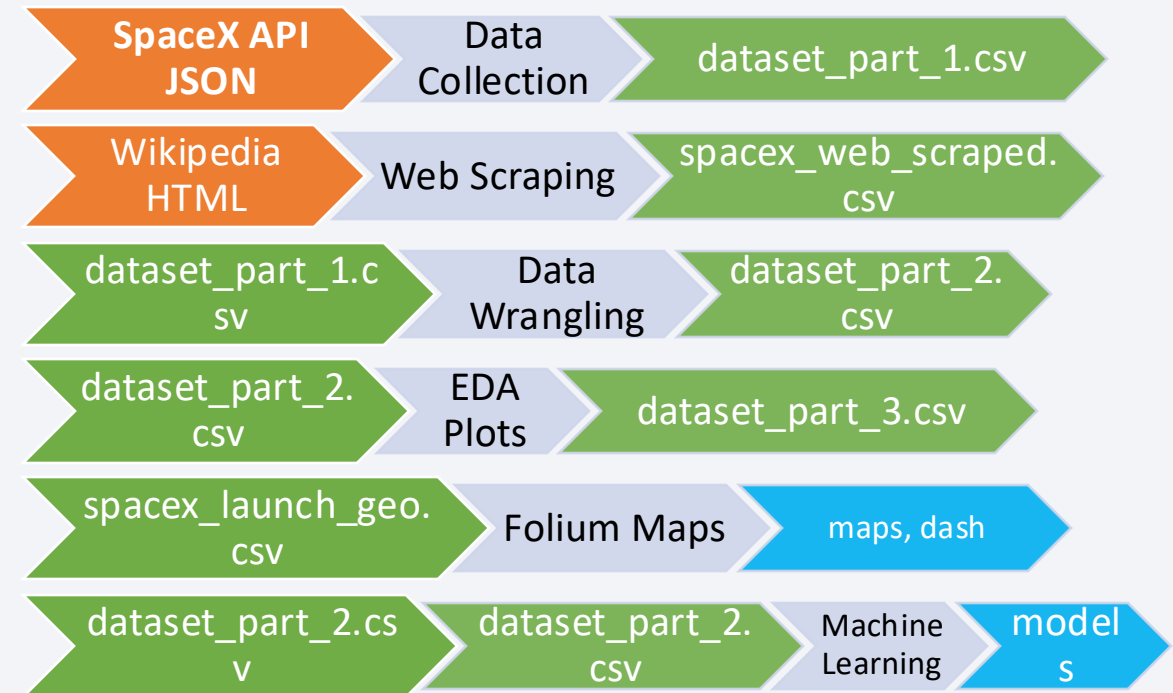 SpaceX API
JSON
Data
Collection
dataset_part_1.csv
Wikipedia
HTML
Web Scraping
spacex_web_scraped.
csv
dataset_part_1.c
sv
Data
Wrangling
dataset_part_2.
csv
dataset_part_2.
csv
EDA
Plots
dataset_part_3.csv
spacex_launch_geo.
csv
Folium Maps
maps, dash
dataset_part_2.cs
v
dataset_part_2.
csv
Machine
Learning
model
s